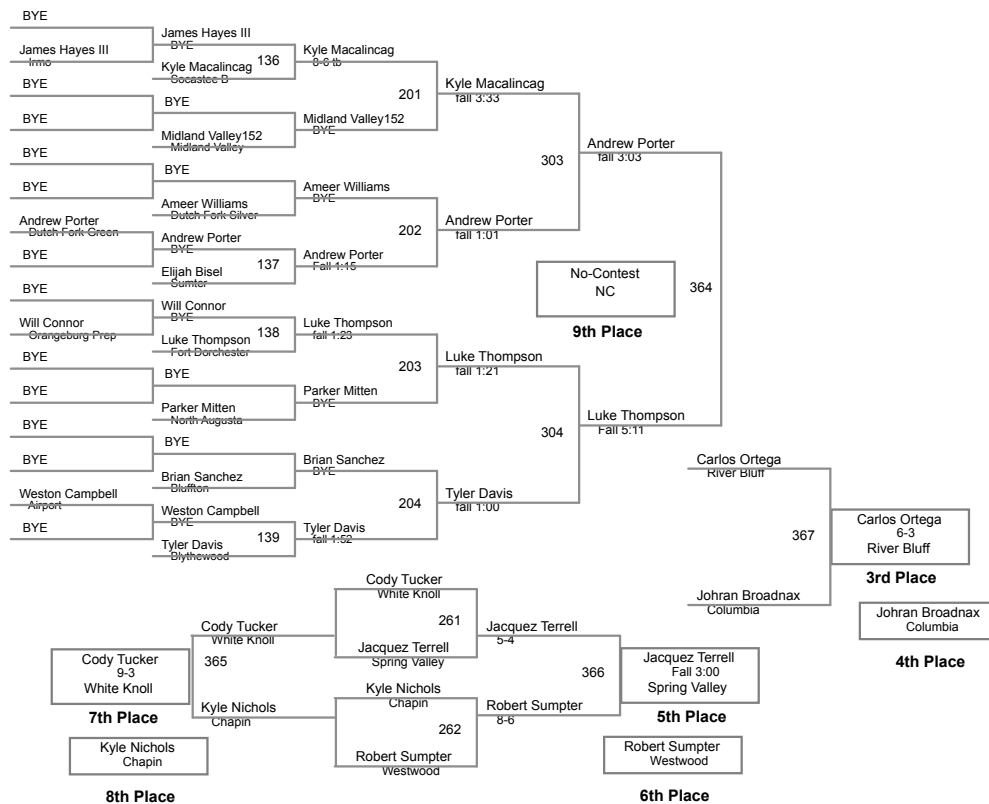 BYE
James Hayes III
Irmo
BYE
BYE
BYE
BYE
Andrew Porter
Dutch Fork Green
BYE
BYE
Will Connor
Orangeburg Prep
BYE
BYE
BYE
BYE
Weston Campbell
Airport
BYE
James Hayes III
BYE
136
Kyle Macalincag
Socastee B
BYE
Midland Valley152
Midland Valley
BYE
Ameer Williams
Dutch Fork Silver
Andrew Porter
BYE
137
Elijah Bisel
Sumter
Will Connor
BYE
138
Luke Thompson
Fort Dorchester
BYE
Parker Mitten
North Augusta
BYE
Brian Sanchez
Bluffton
Weston Campbell
BYE
139
Tyler Davis
Blythewood
Kyle Macalincag
8-6 tb
201
Midland Valley152
BYE
Ameer Williams
BYE
202
Andrew Porter
Fall 1:15
Luke Thompson
fall 1:23
203
Parker Mitten
BYE
Brian Sanchez
BYE
204
Tyler Davis
fall 1:52
Kyle Macalincag
fall 3:33
303
Andrew Porter
fall 1:01
Luke Thompson
fall 1:21
304
Tyler Davis
fall 1:00
Andrew Porter
fall 3:03
364
Luke Thompson
Fall 5:11
No-Contest
NC
9th Place
Carlos Ortega
River Bluff
367
Johran Broadnax
Columbia
Carlos Ortega
6-3
River Bluff
3rd Place
Johran Broadnax
Columbia
4th Place
Cody Tucker
White Knoll
261
Jacquez Terrell
Spring Valley
Kyle Nichols
Chapin
262
Robert Sumpter
Westwood
Cody Tucker
White Knoll
365
Kyle Nichols
Chapin
Cody Tucker
9-3
White Knoll
7th Place
Kyle Nichols
Chapin
8th Place
Jacquez Terrell
5-4
366
Robert Sumpter
8-6
Jacquez Terrell
Fall 3:00
Spring Valley
5th Place
Robert Sumpter
Westwood
6th Place